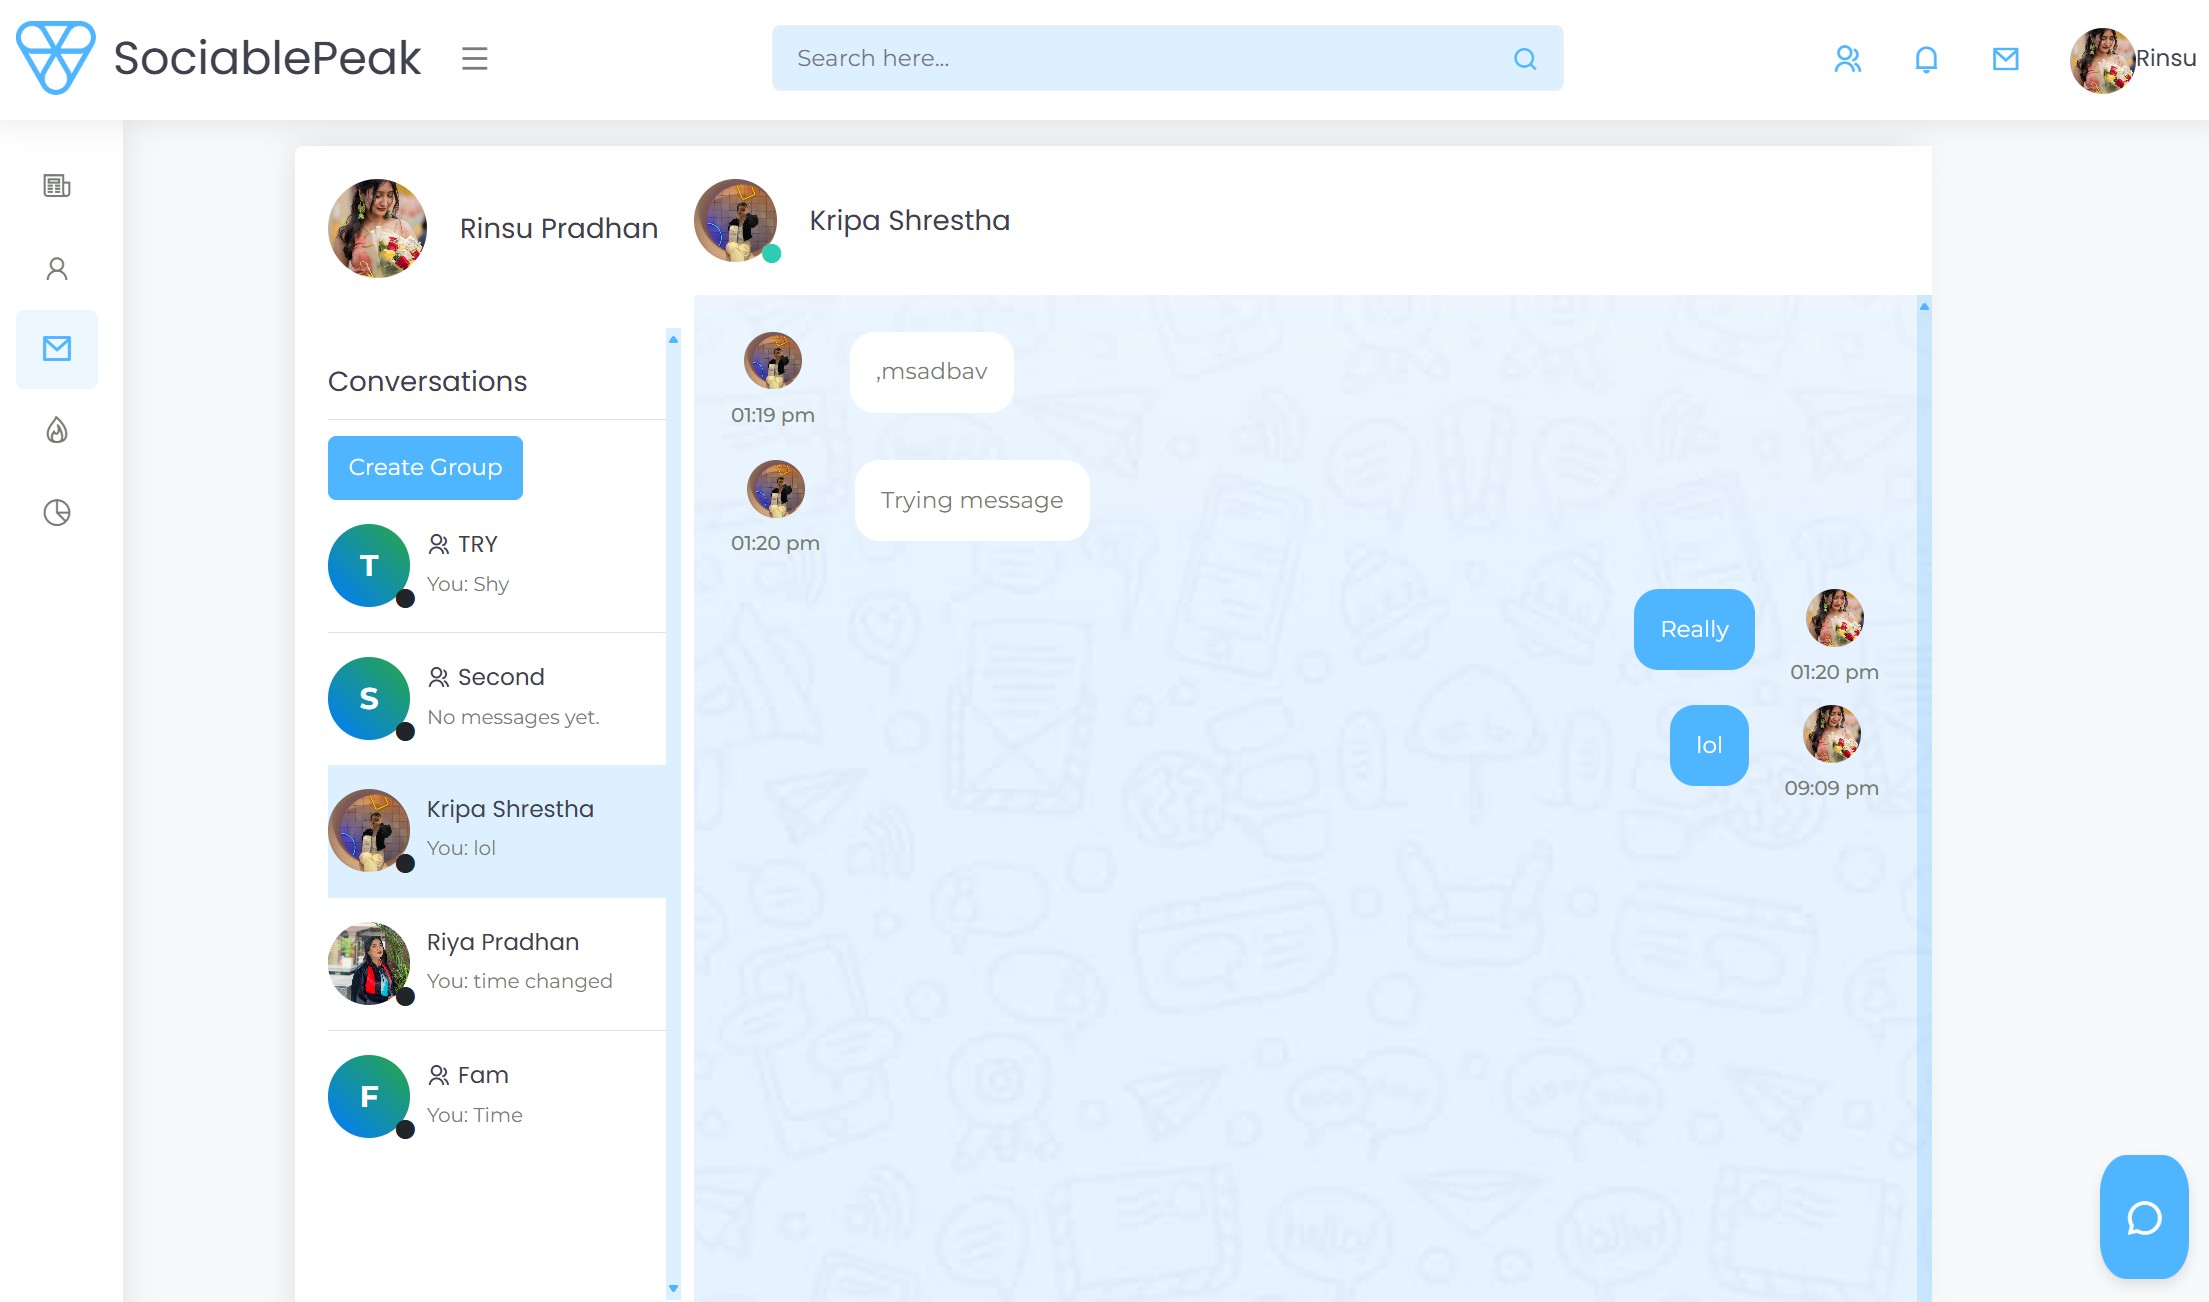 SociablePeak
Search here...
Rinsu
Rinsu Pradhan
Kripa Shrestha
Conversations
Create Group
T
TRY
You: Shy
S
Second
No messages yet.
Kripa Shrestha
You: lol
Riya Pradhan
You: time changed
F
Fam
You: Time
,msadbav
01:19 pm
Trying message
01:20 pm
Really
01:20 pm
lol
09:09 pm